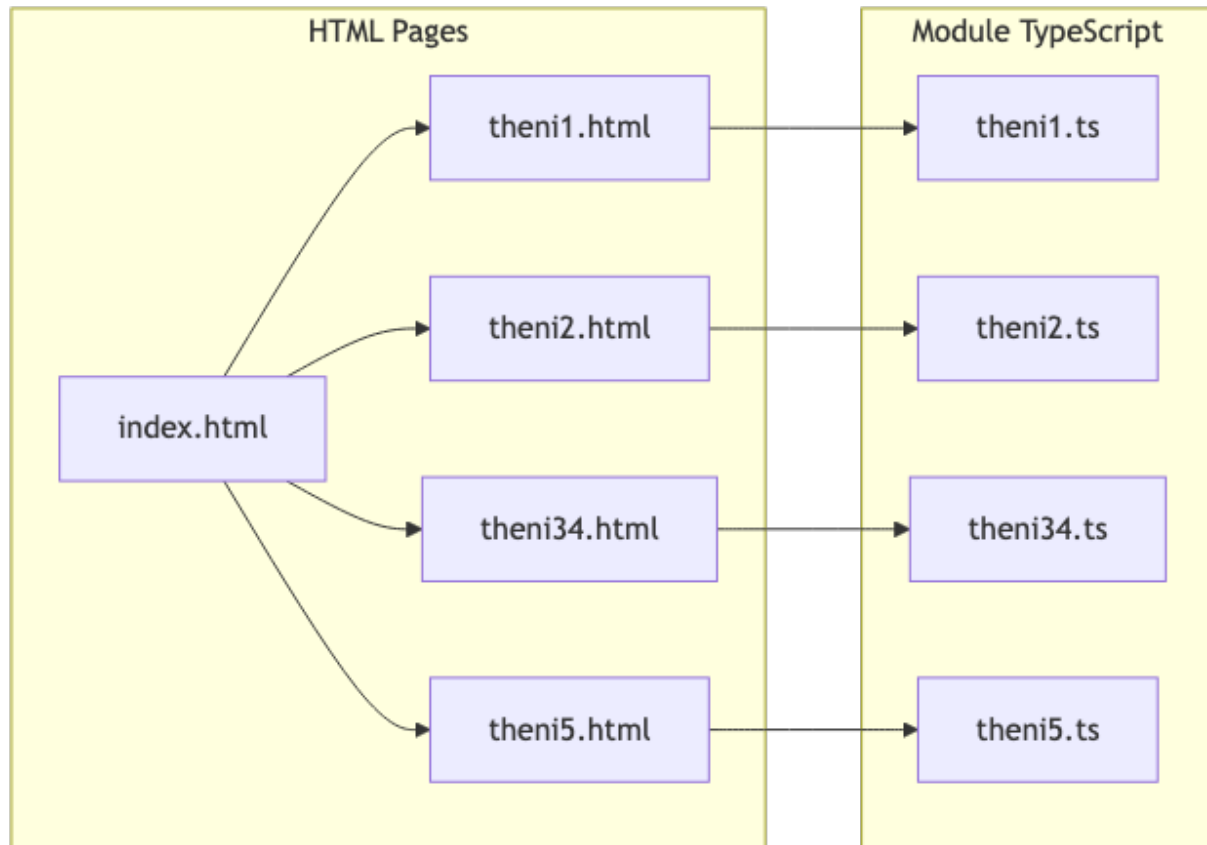 HTML Pages
Module TypeScript
theni1.html
theni1.ts
theni2.html
theni2.ts
index.html
theni34.html
theni34.ts
theni5.html
theni5.ts